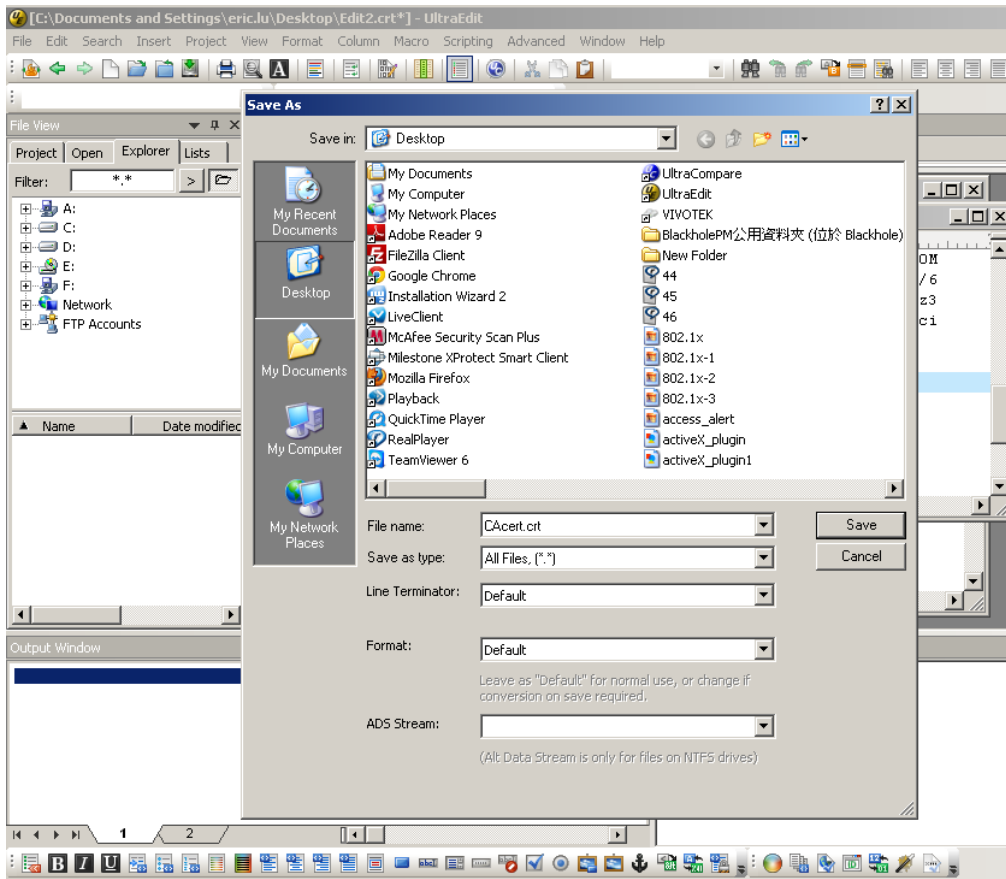 [C:\Documents and Settings\eric.lu\Desktop\Edit2.crt*] - UltraEdit
File Edit Search Insert Project View Format Column Macro Scripting Advanced Window Help
File View
Project Open Explorer Lists
Filter: *.* >
A:
C:
D:
E:
F:
Network
FTP Accounts
Name Date modified
Save As
Save in: Desktop
My Recent Documents
Desktop
My Documents
My Computer
My Network Places
My Documents
My Computer
My Network Places
Adobe Reader 9
FileZilla Client
Google Chrome
Installation Wizard 2
LiveClient
McAfee Security Scan Plus
Milestone XProtect Smart Client
Mozilla Firefox
Playback
QuickTime Player
RealPlayer
TeamViewer 6
UltraCompare
UltraEdit
VIVOTEK
BlackholePM公用資料夾 (位於 Blackhole)
New Folder
44
45
46
802.1x
802.1x-1
802.1x-2
802.1x-3
access_alert
activeX_plugin
activeX_plugin1
File name: CAcert.crt Save
Save as type: All Files, (*.*) Cancel
Line Terminator: Default
Format: Default
Leave as "Default" for normal use, or change if
conversion on save required.
ADS Stream:
(Alt Data Stream is only for files on NTFS drives)
OM
/6
z3
ci
Output Window
1 2
B I U